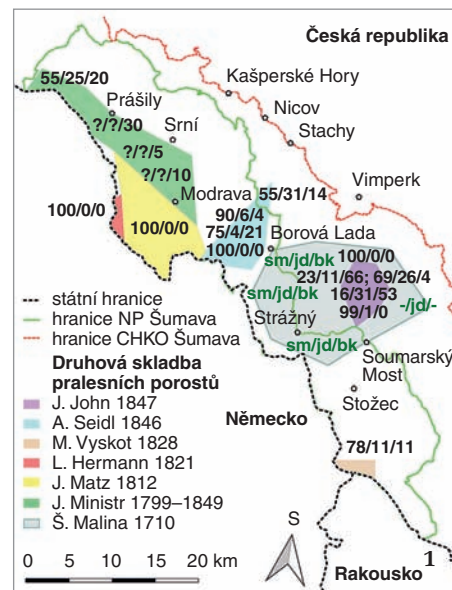 Česká republika
55/25/20
Kašperské Hory
Prášily
Nicov
?/?/30
Srní
Stachy
?/?/5
?/?/10
Vimperk
Modrava
55/31/14
100/0/0
90/6/4
100/0/0
75/4/21
100/0/0
Borová Lada
sm/jd/bk
100/0/0
23/11/66; 69/26/4
sm/jd/bk
16/31/53
-/jd/-
99/1/0
Strážný
sm/jd/bk
Soumarský
Most
Stožec
Německo
78/11/11
státní hranice
hranice NP Šumava
hranice CHKO Šumava
Druhová skladba
pralesních porostů
J. John 1847
A. Seidl 1846
M. Vyskot 1828
L. Hermann 1821
J. Matz 1812
J. Ministr 1799–1849
Š. Malina 1710
S
0 5 10 15 20 km
Rakousko
1